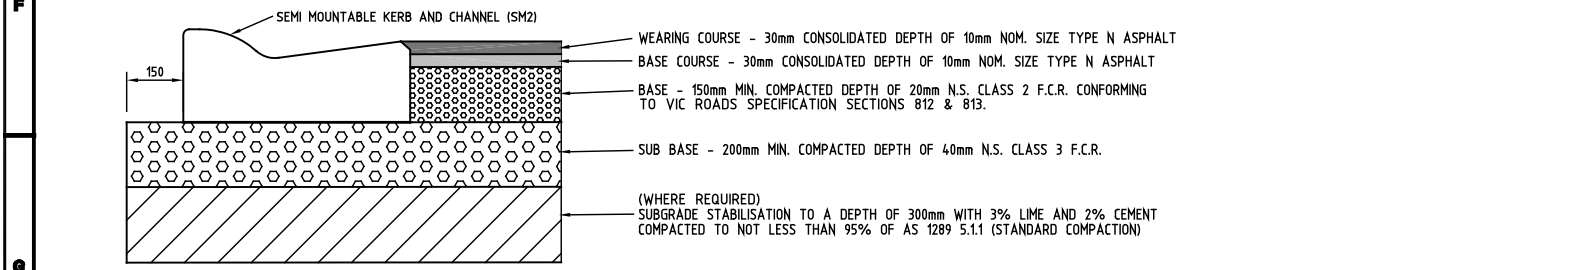 F
SEMI MOUNTABLE KERB AND CHANNEL (SM2)
WEARING COURSE - 30mm CONSOLIDATED DEPTH OF 10mm NOM. SIZE TYPE N ASPHALT
BASE COURSE - 30mm CONSOLIDATED DEPTH OF 10mm NOM. SIZE TYPE N ASPHALT
150
BASE - 150mm MIN. COMPACTED DEPTH OF 20mm N.S. CLASS 2 F.C.R. CONFORMING
TO VIC ROADS SPECIFICATION SECTIONS 812 & 813.
SUB BASE - 200mm MIN. COMPACTED DEPTH OF 40mm N.S. CLASS 3 F.C.R.
(WHERE REQUIRED)
SUBGRADE STABILISATION TO A DEPTH OF 300mm WITH 3% LIME AND 2% CEMENT
COMPACTED TO NOT LESS THAN 95% OF AS 1289 5.1.1 (STANDARD COMPACTION)
G